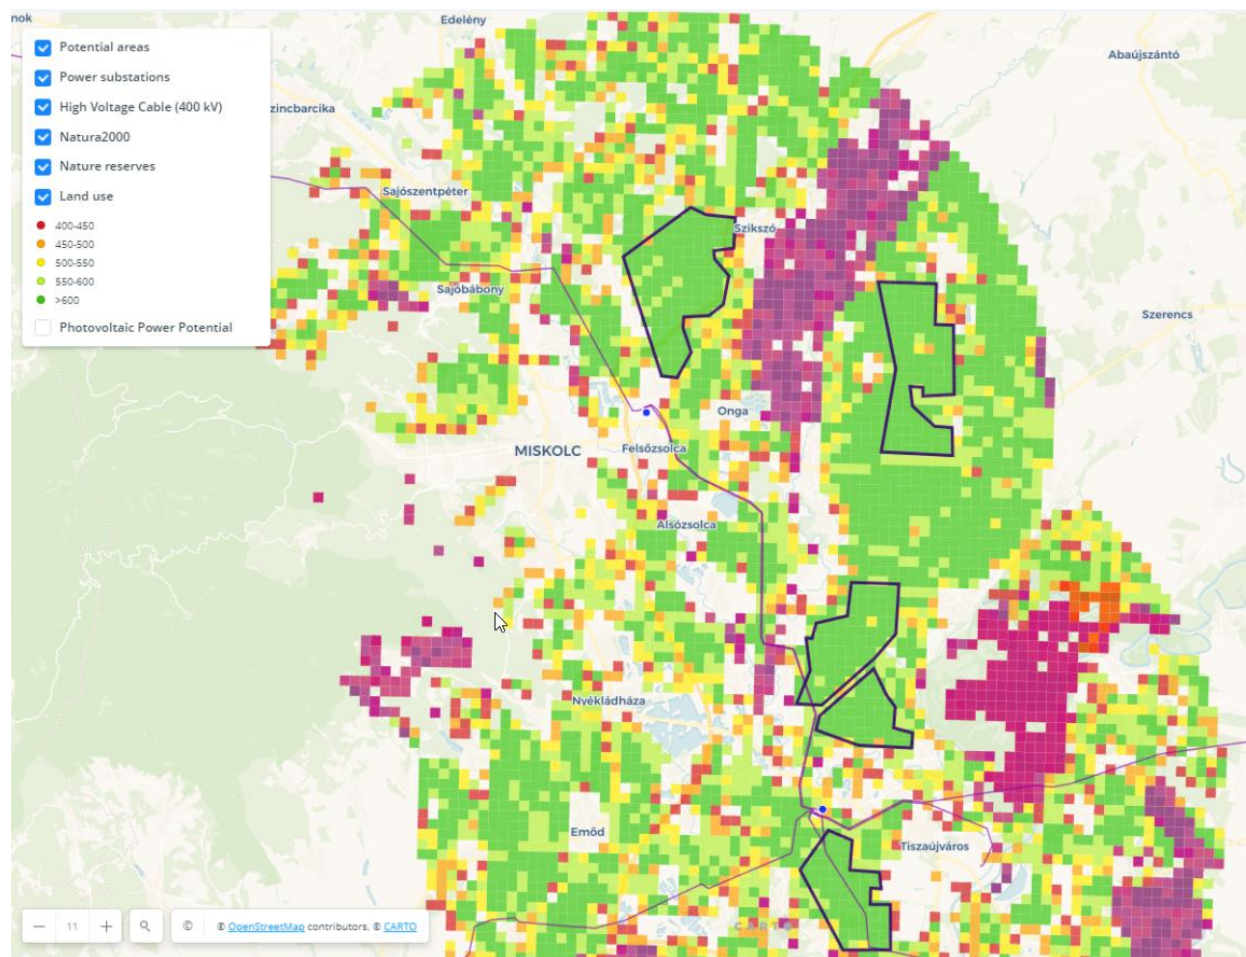 nok
Edelény
Abaújszántó
Potential areas
Power substations
High Voltage Cable (400 kV)
zincbarcika
Natura2000
Nature reserves
Land use
Sajószentpéter
400-450
450-500
500-550
550-600
>600
Photovoltaic Power Potential
Szikszó
Sajóbábony
Szerencs
Onga
MISKOLC
Felsőzsolca
Alsózsolca
Nyékládháza
Emőd
Tiszaújváros
− 11 +
© © OpenStreetMap contributors, © CARTO
CARTO